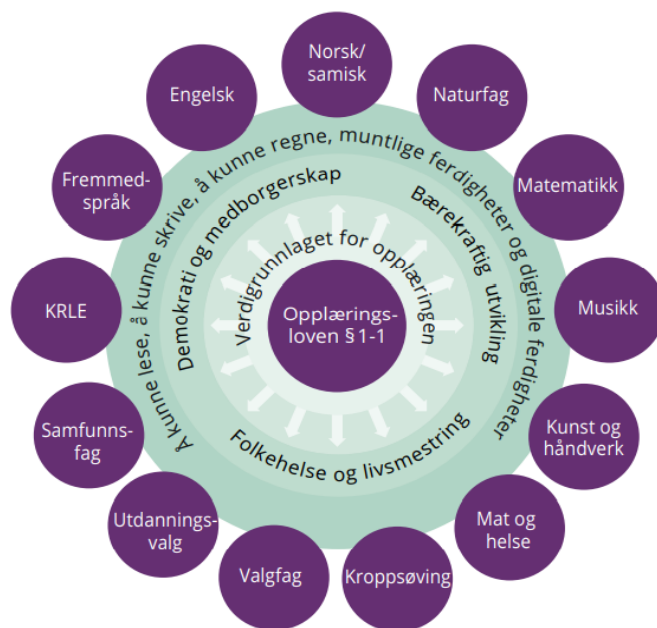 Norsk/
samisk
Naturfag
Matematikk
Musikk
Kunst og
håndverk
Mat og
helse
Kroppsøving
Valgfag
Utdannings-
valg
Samfunns-
fag
KRLE
Fremmed-
språk
Engelsk
Å kunne lese, å kunne skrive, å kunne regne, muntlige ferdigheter og digitale ferdigheter
Demokrati og medborgerskap
Bærekraftig utvikling
Folkehelse og livsmestring
Verdigrunnlaget for opplæringen
Opplærings-
loven § 1-1